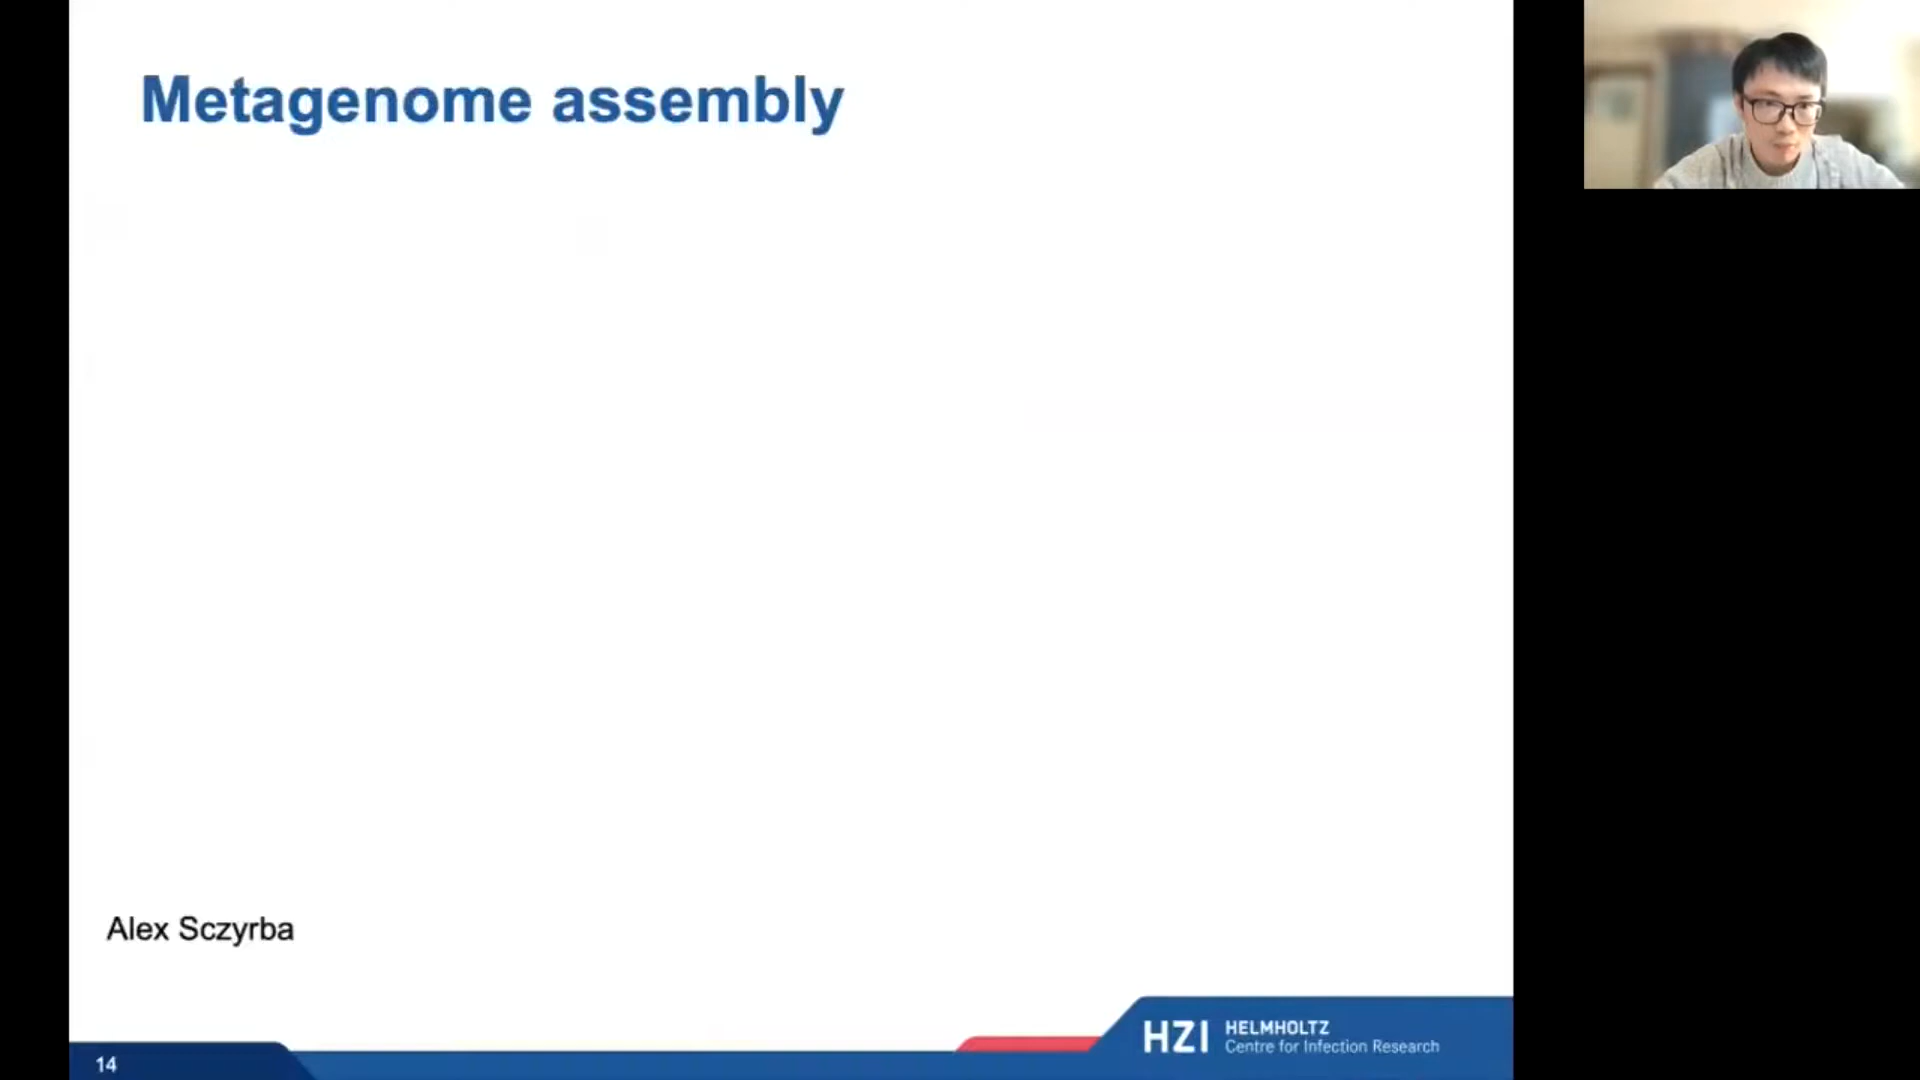 Metagenome assembly
Alex Sczyrba
14
HZI
HELMHOLTZ
Centre for Infection Research